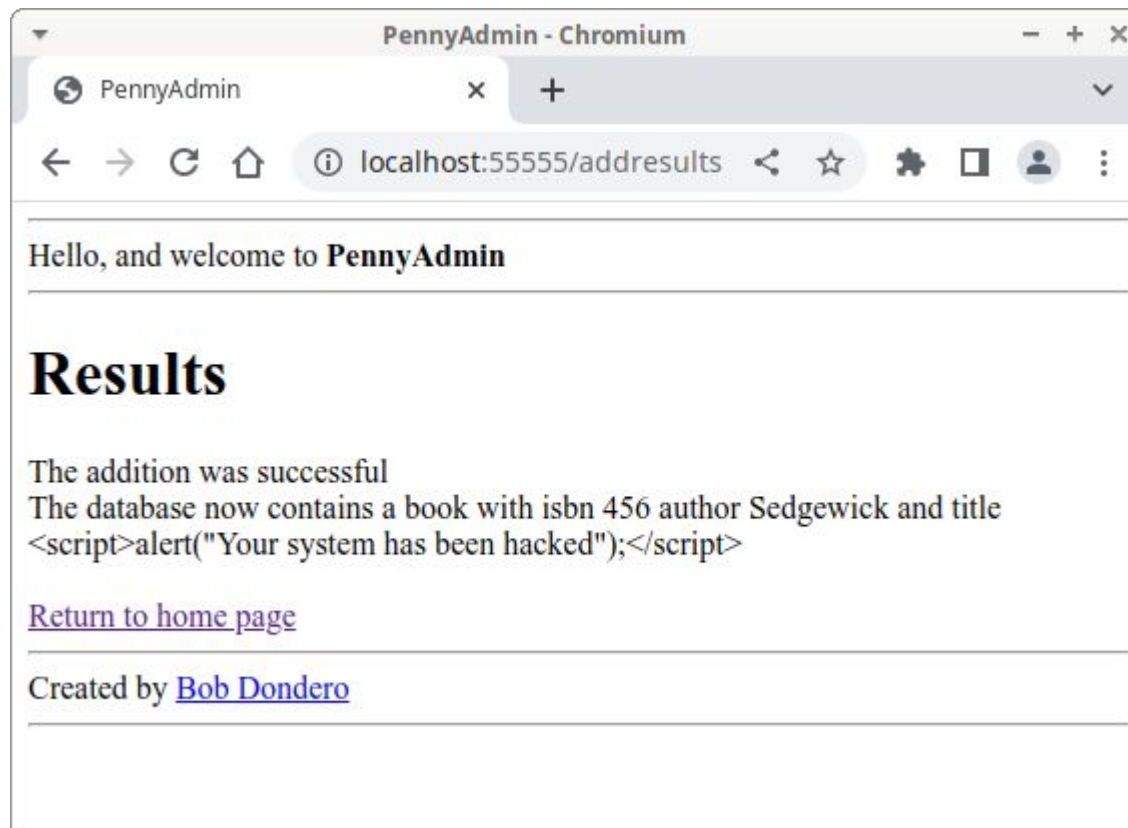 PennyAdmin - Chromium
PennyAdmin
localhost:55555/addresults
Hello, and welcome to PennyAdmin
Results
The addition was successful
The database now contains a book with isbn 456 author Sedgewick and title
<script>alert("Your system has been hacked");</script>
Return to home page
Created by Bob Dondero